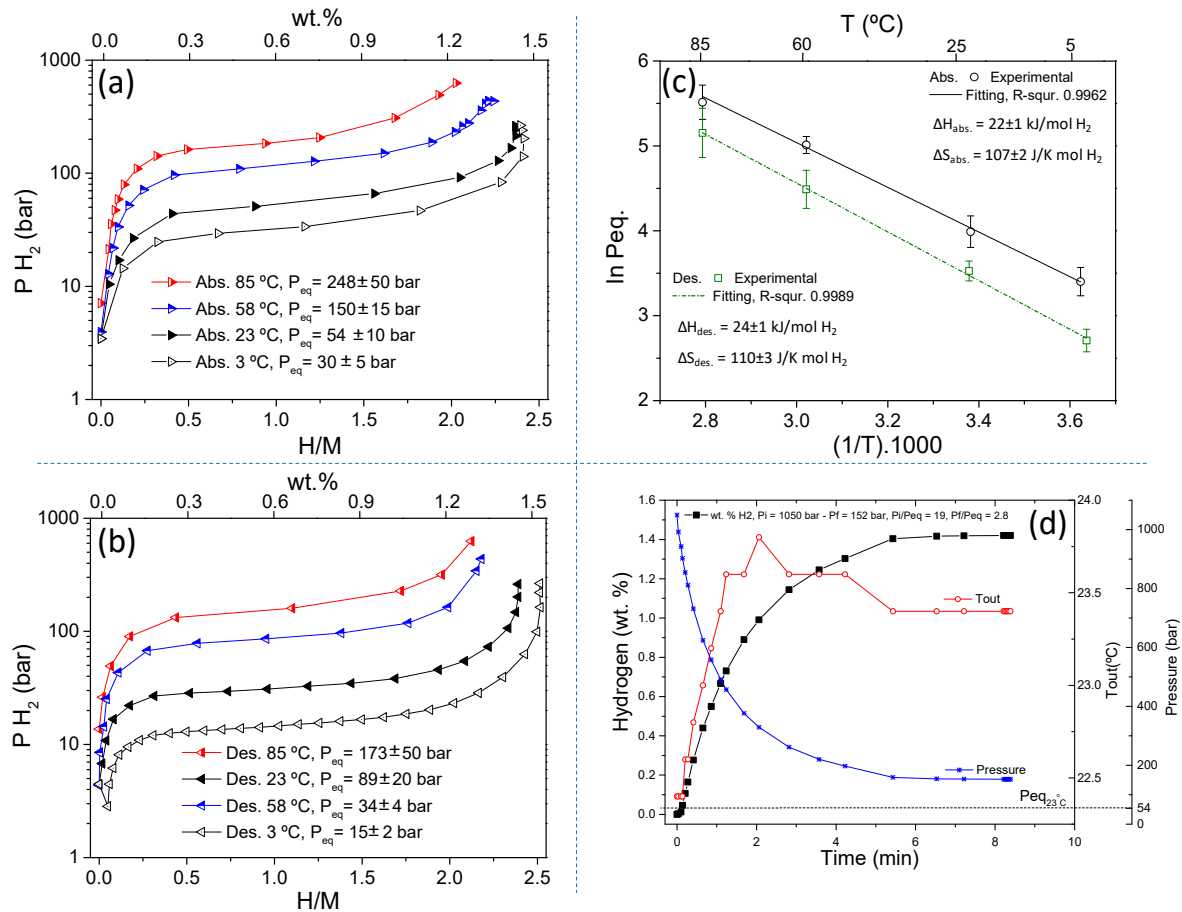 wt.%
0.0 0.3 0.6 0.9 1.2 1.5
(a)
1000
100
10
1
P H2 (bar)
Abs. 85 ºC, Peq= 248±50 bar
Abs. 58 ºC, Peq= 150±15 bar
Abs. 23 ºC, Peq= 54 ±10 bar
Abs. 3 ºC, Peq= 30 ± 5 bar
0.0 0.5 1.0 1.5 2.0 2.5
H/M
T (ºC)
85 60 25 5
(c)
6
5
4
3
2
ln Peq.
Abs. Experimental
Fitting, R-squr. 0.9962
ΔHabs. = 22±1 kJ/mol H2
ΔSabs. = 107±2 J/K mol H2
Des. Experimental
Fitting, R-squr. 0.9989
ΔHdes. = 24±1 kJ/mol H2
ΔSdes. = 110±3 J/K mol H2
2.8 3.0 3.2 3.4 3.6
(1/T).1000
wt.%
0.0 0.3 0.6 0.9 1.2 1.5
(b)
1000
100
10
1
P H2 (bar)
Des. 85 ºC, Peq = 173±50 bar
Des. 23 ºC, Peq = 89±20 bar
Des. 58 ºC, Peq = 34±4 bar
Des. 3 ºC, Peq = 15±2 bar
0.0 0.5 1.0 1.5 2.0 2.5
H/M
(d)
wt. % H2, Pi = 1050 bar - Pf = 152 bar, Pi/Peq = 19, Pf/Peq = 2.8
1.6
1.4
1.2
1.0
0.8
0.6
0.4
0.2
0.0
Hydrogen (wt. %)
Tout
Pressure
Peq23°C
24.0
23.5
23.0
22.5
Tout(ºC)
1000
800
600
400
200
54
0
Pressure (bar)
0 2 4 6 8 10
Time (min)